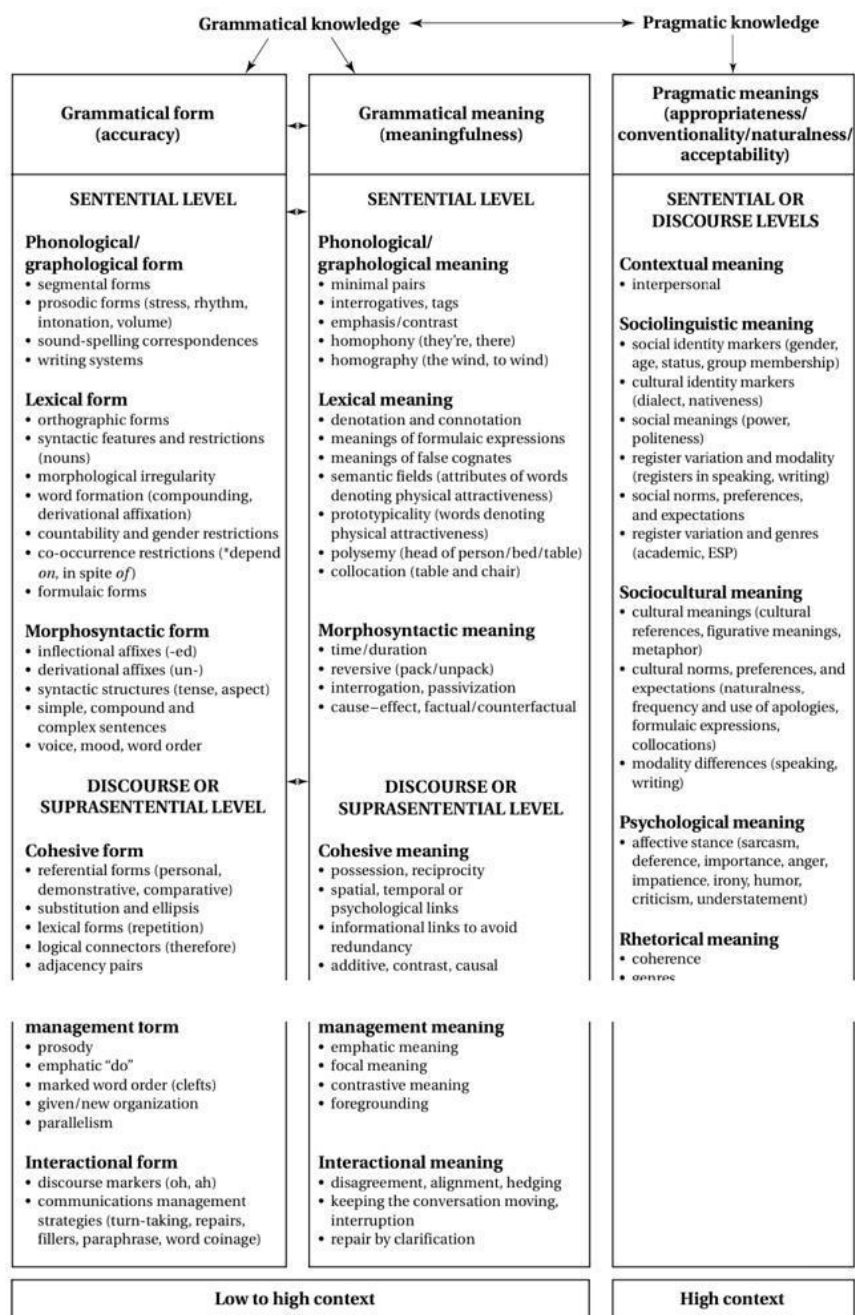 Grammatical knowledge
Pragmatic knowledge
Grammatical form
(accuracy)
SENTENTIAL LEVEL
Phonological/
graphological form
• segmental forms
• prosodic forms (stress, rhythm,
intonation, volume)
• sound-spelling correspondences
• writing systems
Lexical form
• orthographic forms
• syntactic features and restrictions
(nouns)
• morphological irregularity
• word formation (compounding,
derivational affixation)
• countability and gender restrictions
• co-occurrence restrictions (*depend
on, in spite of)
• formulaic forms
Morphosyntactic form
• inflectional affixes (-ed)
• derivational affixes (un-)
• syntactic structures (tense, aspect)
• simple, compound and
complex sentences
• voice, mood, word order
DISCOURSE OR
SUPRASENTENTIAL LEVEL
Cohesive form
• referential forms (personal,
demonstrative, comparative)
• substitution and ellipsis
• lexical forms (repetition)
• logical connectors (therefore)
• adjacency pairs
management form
• prosody
• emphatic “do”
• marked word order (clefts)
• given/new organization
• parallelism
Interactional form
• discourse markers (oh, ah)
• communications management
strategies (turn-taking, repairs,
fillers, paraphrase, word coinage)
Grammatical meaning
(meaningfulness)
SENTENTIAL LEVEL
Phonological/
graphological meaning
• minimal pairs
• interrogatives, tags
• emphasis/contrast
• homophony (they’re, there)
• homography (the wind, to wind)
Lexical meaning
• denotation and connotation
• meanings of formulaic expressions
• meanings of false cognates
• semantic fields (attributes of words
denoting physical attractiveness)
• prototypicality (words denoting
physical attractiveness)
• polysemy (head of person/bed/table)
• collocation (table and chair)
Morphosyntactic meaning
• time/duration
• reversive (pack/unpack)
• interrogation, passivization
• cause–effect, factual/counterfactual
DISCOURSE OR
SUPRASENTENTIAL LEVEL
Cohesive meaning
• possession, reciprocity
• spatial, temporal or
psychological links
• informational links to avoid
redundancy
• additive, contrast, causal
management meaning
• emphatic meaning
• focal meaning
• contrastive meaning
• foregrounding
Interactional meaning
• disagreement, alignment, hedging
• keeping the conversation moving,
interruption
• repair by clarification
Pragmatic meanings
(appropriateness/
conventionality/naturalness/
acceptability)
SENTENTIAL OR
DISCOURSE LEVELS
Contextual meaning
• interpersonal
Sociolinguistic meaning
• social identity markers (gender,
age, status, group membership)
• cultural identity markers
(dialect, nativeness)
• social meanings (power,
politeness)
• register variation and modality
(registers in speaking, writing)
• social norms, preferences,
and expectations
• register variation and genres
(academic, ESP)
Sociocultural meaning
• cultural meanings (cultural
references, figurative meanings,
metaphor)
• cultural norms, preferences, and
expectations (naturalness,
frequency and use of apologies,
formulaic expressions,
collocations)
• modality differences (speaking,
writing)
Psychological meaning
• affective stance (sarcasm,
deference, importance, anger,
impatience, irony, humor,
criticism, understatement)
Rhetorical meaning
• coherence
• genres
Low to high context
High context